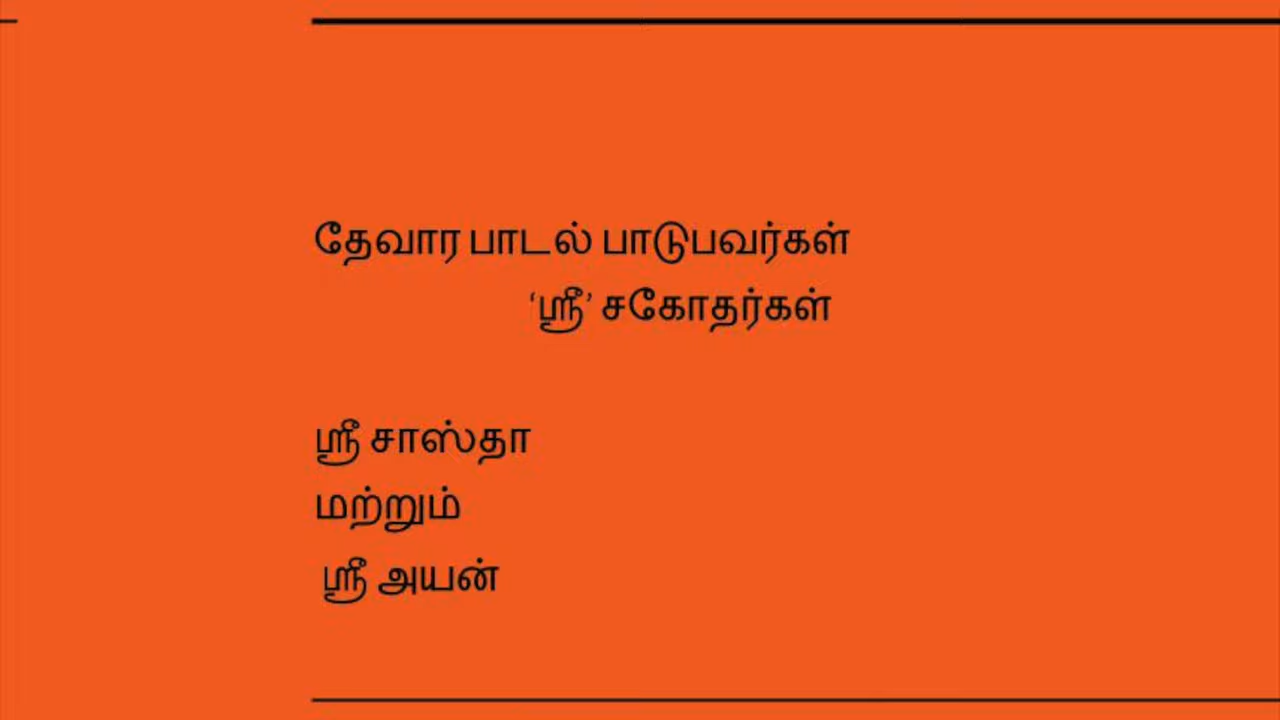 தேவார பாடல் பாடுபவர்கள்
‘ஸ்ரீ’ சகோதர்கள்
ஸ்ரீ சாஸ்தா
மற்றும்
ஸ்ரீ அயன்